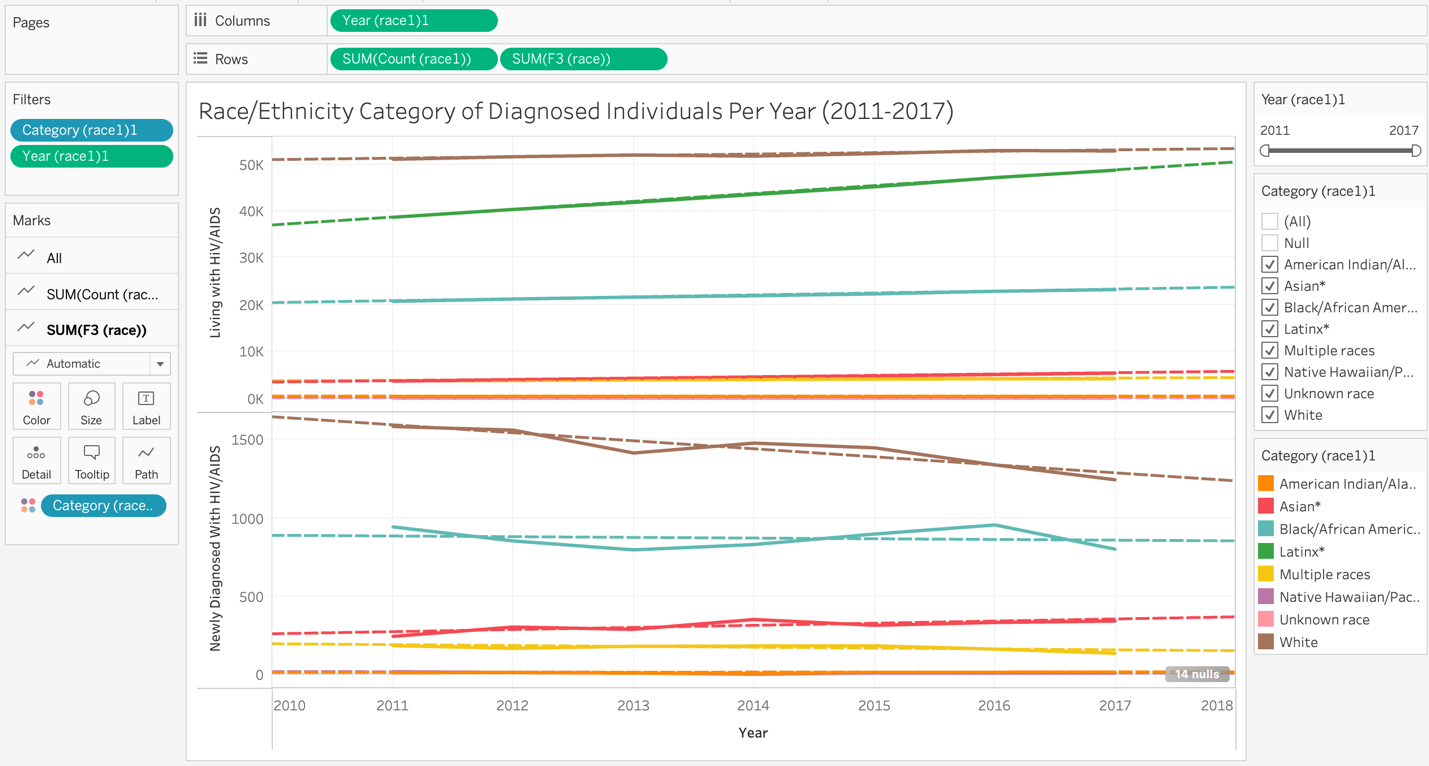 Pages
Columns
Year (race1)1
Rows
SUM(Count (race1))
SUM(F3 (race))
Filters
Category (race1)1
Year (race1)1
Marks
All
SUM(Count (rac...
SUM(F3 (race))
Automatic
Color
Size
Label
Detail
Tooltip
Path
Category (race..
Race/Ethnicity Category of Diagnosed Individuals Per Year (2011-2017)
Living with HiV/AIDS
50K
40K
30K
20K
10K
0K
Newly Diagnosed With HIV/AIDS
1500
1000
500
0
14 nulls
2010 2011 2012 2013 2014 2015 2016 2017 2018
Year
Year (race1)1
2011 2017
Category (race1)1
(All)
Null
American Indian/Al...
Asian*
Black/African Amer...
Latinx*
Multiple races
Native Hawaiian/P...
Unknown race
White
Category (race1)1
American Indian/Ala..
Asian*
Black/African Americ..
Latinx*
Multiple races
Native Hawaiian/Pac..
Unknown race
White